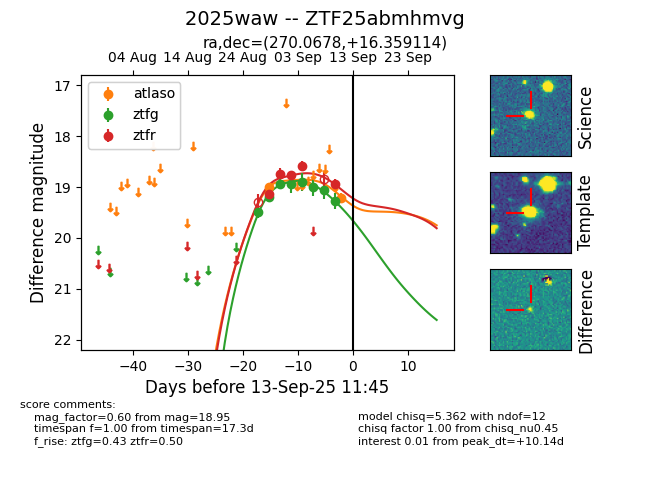 2025waw -- ZTF25abmhmvg
ra,dec=(270.0678,+16.359114)
04 Aug 14 Aug 24 Aug 03 Sep 13 Sep 23 Sep
17
18
19
20
21
22
Difference magnitude
atlaso
ztfg
ztfr
−40 −30 −20 −10 0 10
Days before 13-Sep-25 11:45
Science
Template
Difference
score comments:
mag_factor=0.60 from mag=18.95
timespan f=1.00 from timespan=17.3d
f_rise: ztfg=0.43 ztfr=0.50
model chisq=5.362 with ndof=12
chisq factor 1.00 from chisq_nu0.45
interest 0.01 from peak_dt=+10.14d